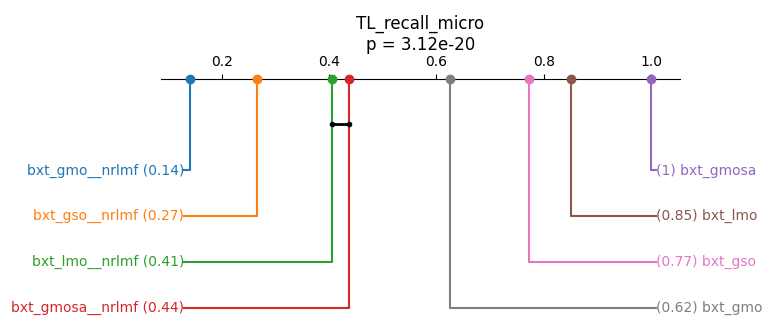 TL_recall_micro
p = 3.12e-20
0.2 0.4 0.6 0.8 1.0
bxt_gmo__nrlmf (0.14) (1) bxt_gmosa
bxt_gso__nrlmf (0.27) (0.85) bxt_lmo
bxt_lmo__nrlmf (0.41) (0.77) bxt_gso
bxt_gmosa__nrlmf (0.44) (0.62) bxt_gmo